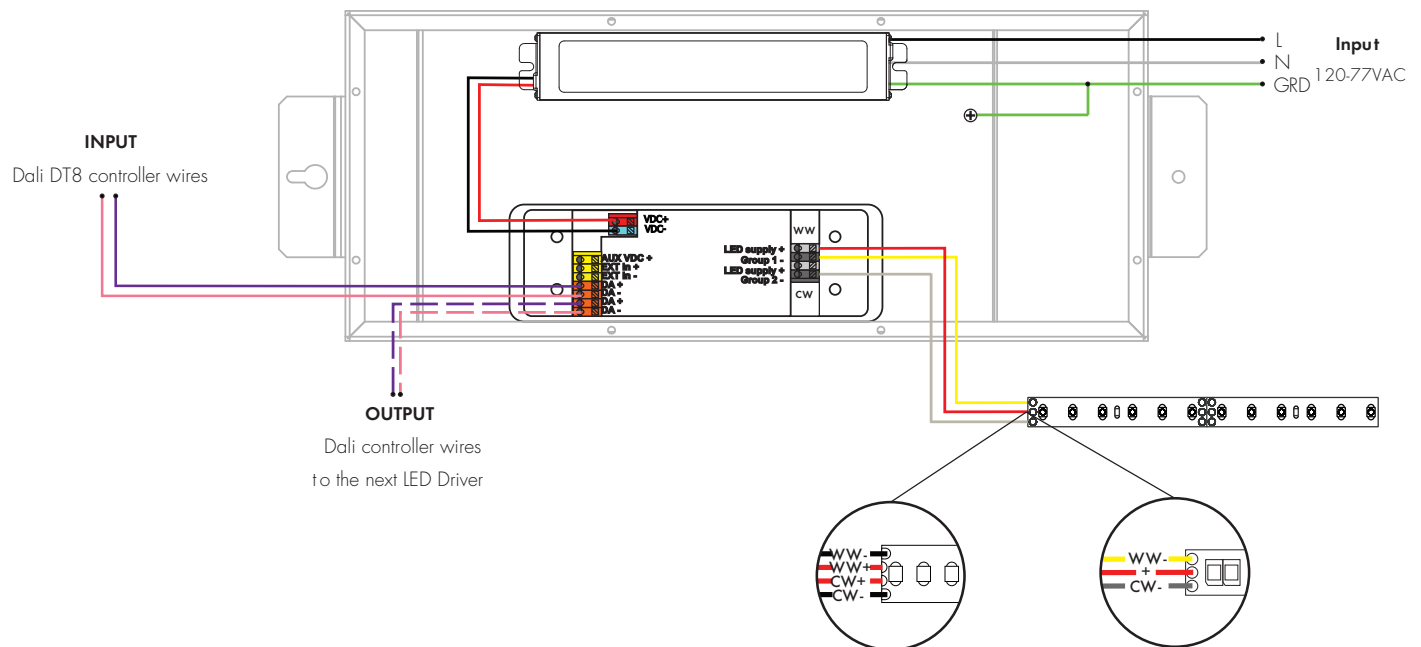 L
N
GRD
Input
120-77VAC
INPUT
Dali DT8 controller wires
VDC+
VDC-
AUX VDC +
EXT In +
EXT In -
DA +
DA -
DA +
DA -
WW
LED supply +
Group 1 -
LED supply +
Group 2 -
CW
OUTPUT
Dali controller wires
to the next LED Driver
WW-
WW+
CW+
CW-
WW-
+
CW-